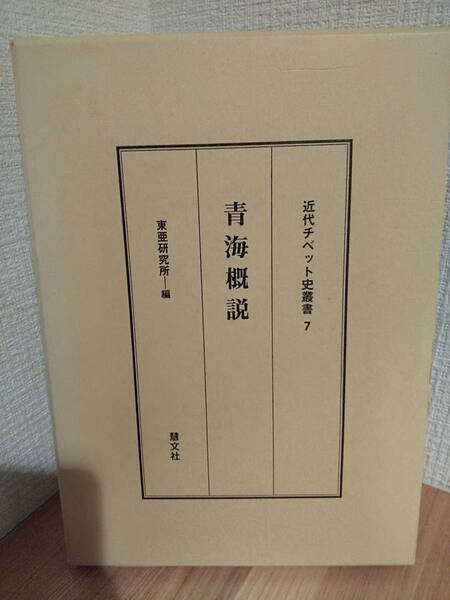 近代チベット史叢書 7
青海概説
東亜研究所―編
慧文社